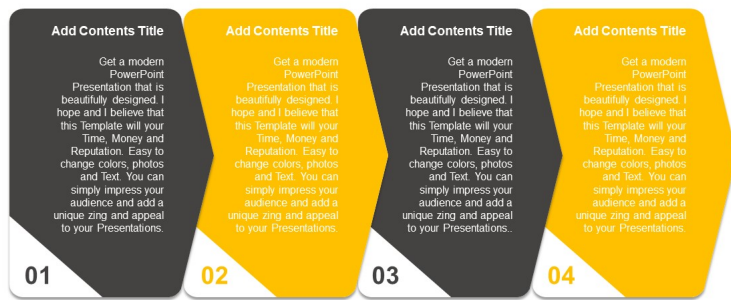 Add Contents Title
Get a modern
PowerPoint
Presentation that is
beautifully designed. I
hope and I believe that
this Template will your
Time, Money and
Reputation. Easy to
change colors, photos
and Text. You can
simply impress your
audience and add a
unique zing and appeal
to your Presentations.
01
Add Contents Title
Get a modern
PowerPoint
Presentation that is
beautifully designed. I
hope and I believe that
this Template will your
Time, Money and
Reputation. Easy to
change colors, photos
and Text. You can
simply impress your
audience and add a
unique zing and appeal
to your Presentations.
02
Add Contents Title
Get a modern
PowerPoint
Presentation that is
beautifully designed. I
hope and I believe that
this Template will your
Time, Money and
Reputation. Easy to
change colors, photos
and Text. You can
simply impress your
audience and add a
unique zing and appeal
to your Presentations..
03
Add Contents Title
Get a modern
PowerPoint
Presentation that is
beautifully designed. I
hope and I believe that
this Template will your
Time, Money and
Reputation. Easy to
change colors, photos
and Text. You can
simply impress your
audience and add a
unique zing and appeal
to your Presentations.
04